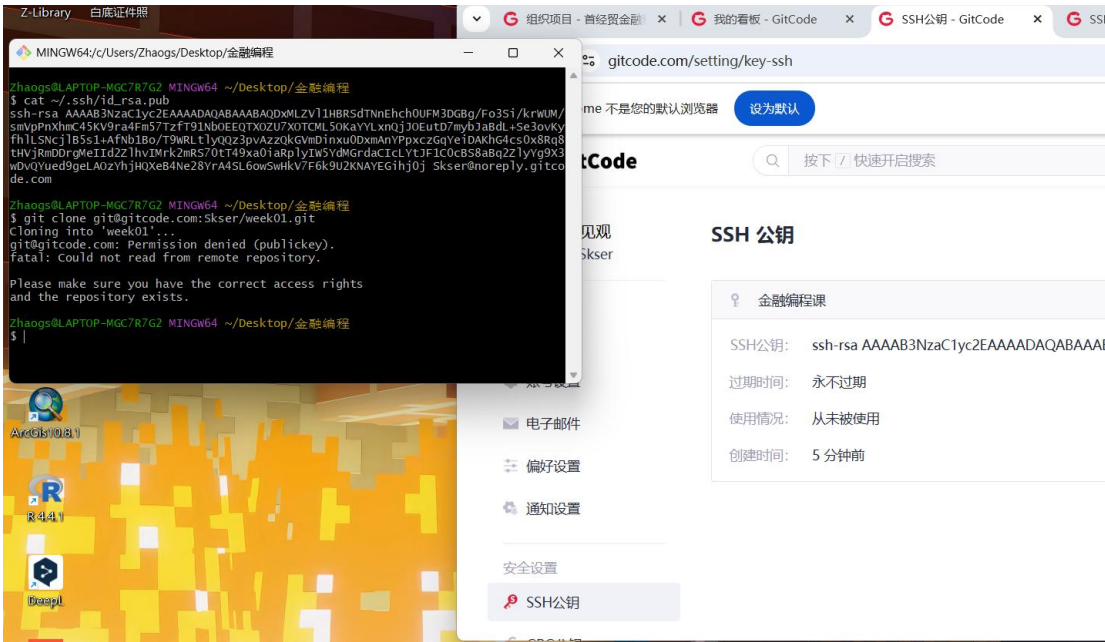 Z-Library 白底证件照
组织项目 - 首经贸金融
我的看板 - GitCode
SSH公钥 - GitCode
MINGW64:/c/Users/Zhaogs/Desktop/金融编程
gitcode.com/setting/key-ssh
me 不是您的默认浏览器 设为默认
tCode
按下 / 快速开启搜索
Zhaogs@LAPTOP-MGC7R7G2 MINGW64 ~/Desktop/金融编程
$ cat ~/.ssh/id_rsa.pub
de.com
Zhaogs@LAPTOP-MGC7R7G2 MINGW64 ~/Desktop/金融编程
$ git clone git@gitcode.com:Skser/week01.git
Cloning into 'week01'...
git@gitcode.com: Permission denied (publickey).
fatal: Could not read from remote repository.
Please make sure you have the correct access rights
and the repository exists.
Zhaogs@LAPTOP-MGC7R7G2 MINGW64 ~/Desktop/金融编程
$
见观
Skser
电子邮件
偏好设置
通知设置
安全设置
SSH公钥
SSH 公钥
金融编程课
SSH公钥: ssh-rsa AAAAB3NzaC1yc2EAAAADAQABAAAB
过期时间: 永不过期
使用情况: 从未被使用
创建时间: 5 分钟前
ArcGis10.8.1
R 4.4.1
DeepL